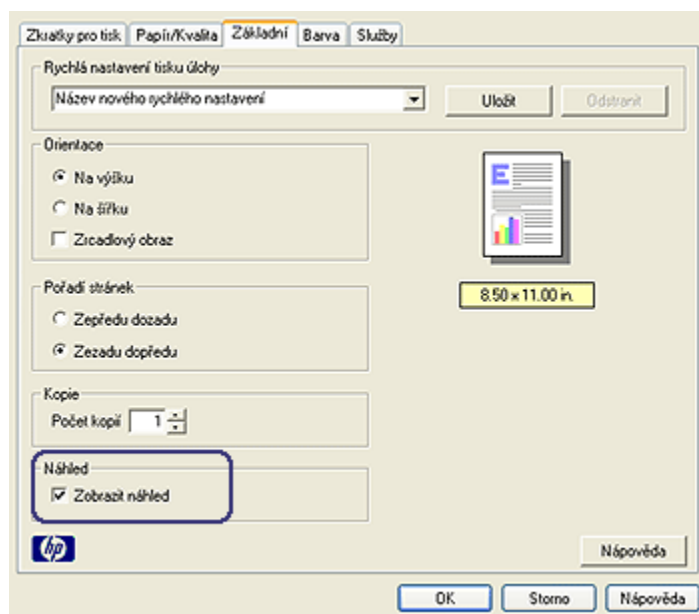 Zkratky pro tisk Papír/Kvalita Základní Barva Služby
Rychlá nastavení tisku úlohy
Název nového rychlého nastavení Uložit Odstranit
Orientace
Na výšku
Na šířku
Zrcadlový obraz
E
8.50 x 11.00 in.
Pořadí stránek
Zepředu dozadu
Zezadu dopředu
Kopie
Počet kopií 1
Náhled
Zobrazit náhled
hp Nápověda
OK Storno Nápověda